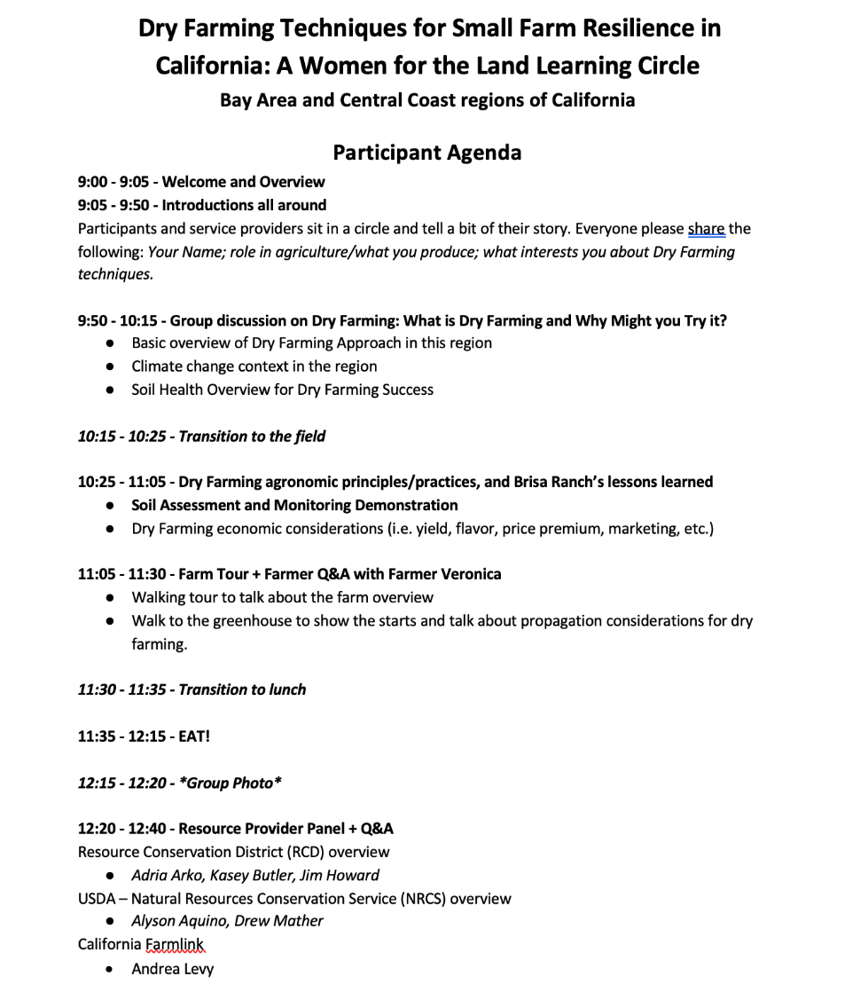 Dry Farming Techniques for Small Farm Resilience in
California: A Women for the Land Learning Circle
Bay Area and Central Coast regions of California
Participant Agenda
9:00 - 9:05 - Welcome and Overview
9:05 - 9:50 - Introductions all around
Participants and service providers sit in a circle and tell a bit of their story. Everyone please share the
following: Your Name; role in agriculture/what you produce; what interests you about Dry Farming
techniques.
9:50 - 10:15 - Group discussion on Dry Farming: What is Dry Farming and Why Might you Try it?
● Basic overview of Dry Farming Approach in this region
● Climate change context in the region
● Soil Health Overview for Dry Farming Success
10:15 - 10:25 - Transition to the field
10:25 - 11:05 - Dry Farming agronomic principles/practices, and Brisa Ranch’s lessons learned
● Soil Assessment and Monitoring Demonstration
● Dry Farming economic considerations (i.e. yield, flavor, price premium, marketing, etc.)
11:05 - 11:30 - Farm Tour + Farmer Q&A with Farmer Veronica
● Walking tour to talk about the farm overview
● Walk to the greenhouse to show the starts and talk about propagation considerations for dry
farming.
11:30 - 11:35 - Transition to lunch
11:35 - 12:15 - EAT!
12:15 - 12:20 - *Group Photo*
12:20 - 12:40 - Resource Provider Panel + Q&A
Resource Conservation District (RCD) overview
● Adria Arko, Kasey Butler, Jim Howard
USDA – Natural Resources Conservation Service (NRCS) overview
● Alyson Aquino, Drew Mather
California Farmlink
● Andrea Levy